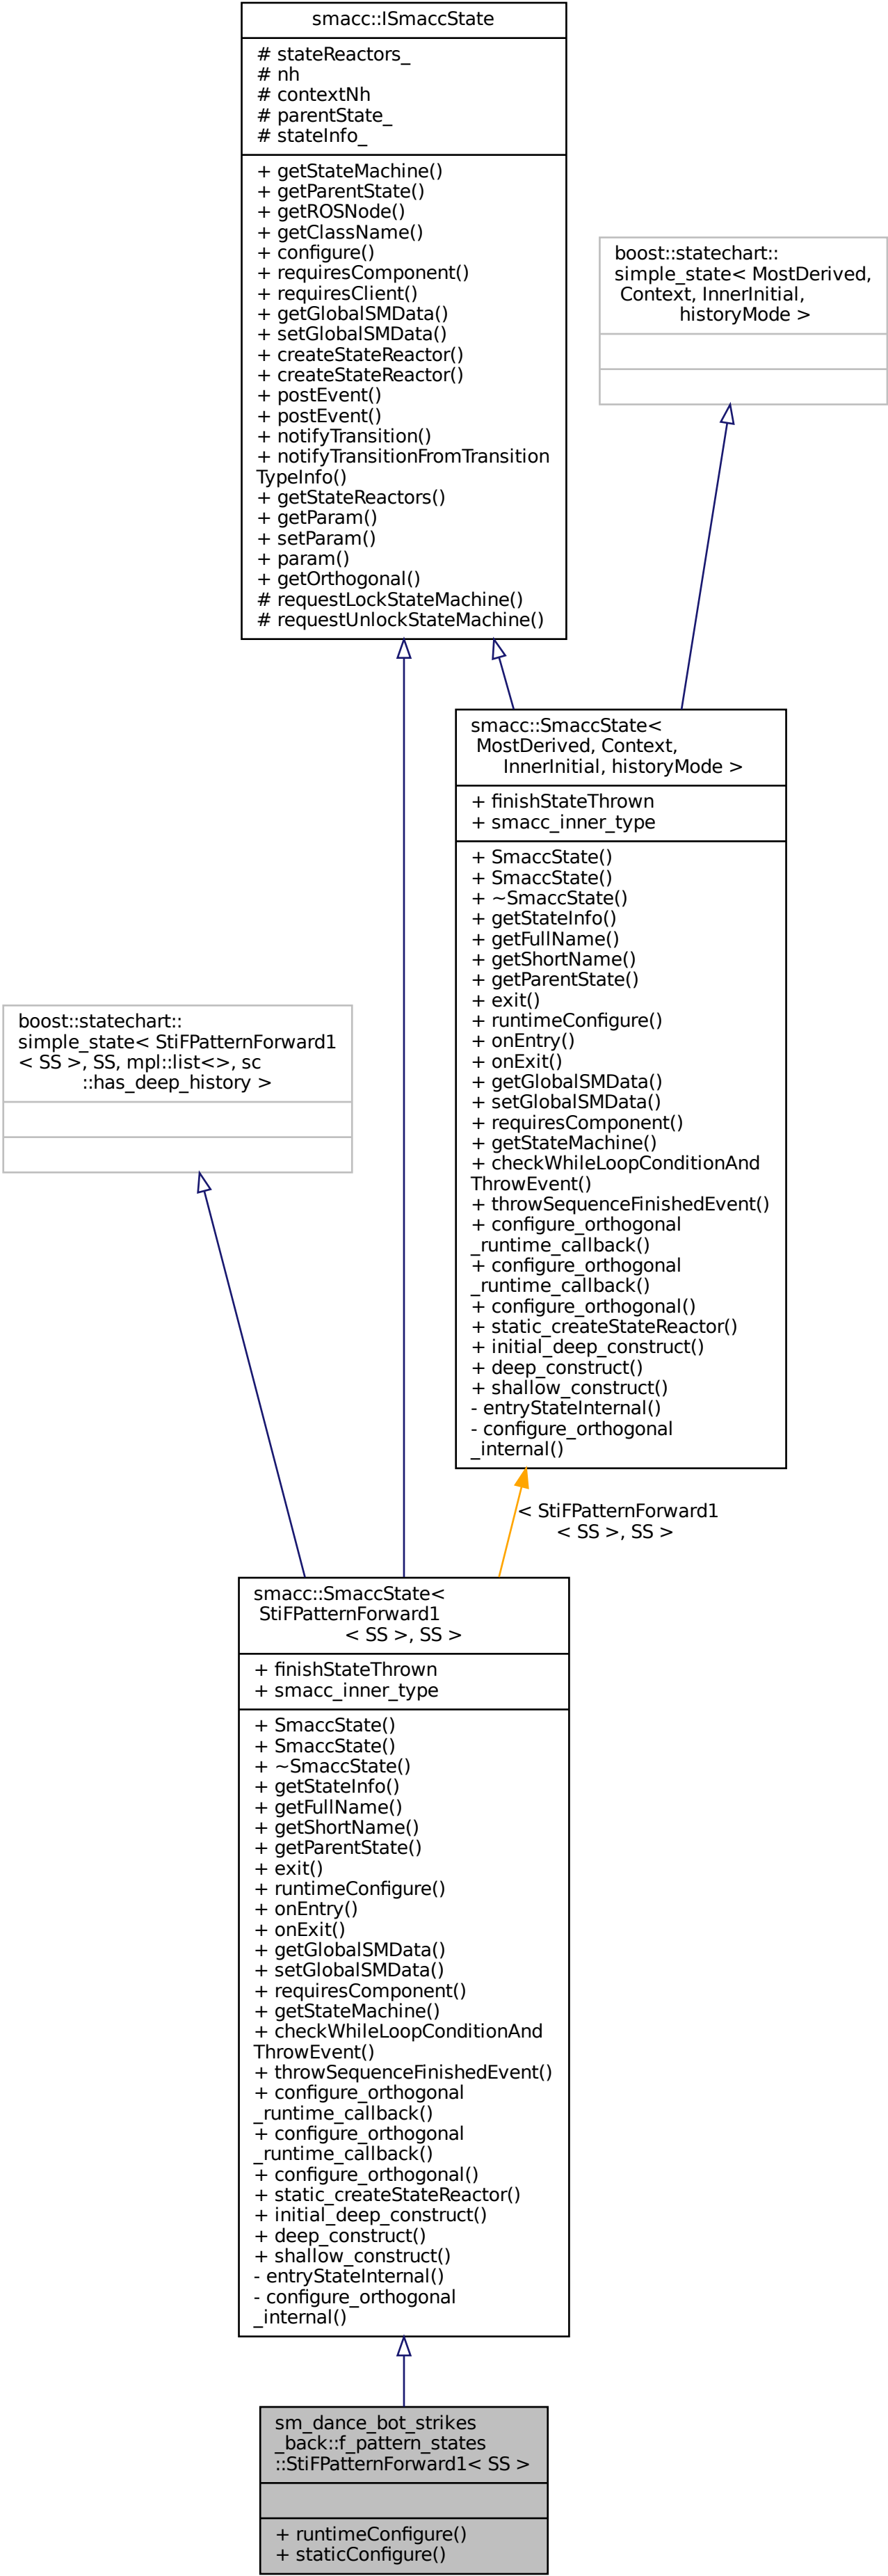 smacc::ISmaccState
# stateReactors_
# nh
# contextNh
# parentState_
# stateInfo_
+ getStateMachine()
+ getParentState()
+ getROSNode()
+ getClassName()
+ configure()
+ requiresComponent()
+ requiresClient()
+ getGlobalSMData()
+ setGlobalSMData()
+ createStateReactor()
+ createStateReactor()
+ postEvent()
+ postEvent()
+ notifyTransition()
+ notifyTransitionFromTransition
TypeInfo()
+ getStateReactors()
+ getParam()
+ setParam()
+ param()
+ getOrthogonal()
# requestLockStateMachine()
# requestUnlockStateMachine()
boost::statechart::
simple_state< MostDerived,
Context, InnerInitial,
historyMode >
smacc::SmaccState<
MostDerived, Context,
InnerInitial, historyMode >
+ finishStateThrown
+ smacc_inner_type
+ SmaccState()
+ SmaccState()
+ ~SmaccState()
+ getStateInfo()
+ getFullName()
+ getShortName()
+ getParentState()
+ exit()
+ runtimeConfigure()
+ onEntry()
+ onExit()
+ getGlobalSMData()
+ setGlobalSMData()
+ requiresComponent()
+ getStateMachine()
+ checkWhileLoopConditionAnd
ThrowEvent()
+ throwSequenceFinishedEvent()
+ configure_orthogonal
_runtime_callback()
+ configure_orthogonal
_runtime_callback()
+ configure_orthogonal()
+ static_createStateReactor()
+ initial_deep_construct()
+ deep_construct()
+ shallow_construct()
- entryStateInternal()
- configure_orthogonal
_internal()
boost::statechart::
simple_state< StiFPatternForward1
< SS >, SS, mpl::list<>, sc
::has_deep_history >
< StiFPatternForward1
< SS >, SS >
smacc::SmaccState<
StiFPatternForward1
< SS >, SS >
+ finishStateThrown
+ smacc_inner_type
+ SmaccState()
+ SmaccState()
+ ~SmaccState()
+ getStateInfo()
+ getFullName()
+ getShortName()
+ getParentState()
+ exit()
+ runtimeConfigure()
+ onEntry()
+ onExit()
+ getGlobalSMData()
+ setGlobalSMData()
+ requiresComponent()
+ getStateMachine()
+ checkWhileLoopConditionAnd
ThrowEvent()
+ throwSequenceFinishedEvent()
+ configure_orthogonal
_runtime_callback()
+ configure_orthogonal
_runtime_callback()
+ configure_orthogonal()
+ static_createStateReactor()
+ initial_deep_construct()
+ deep_construct()
+ shallow_construct()
- entryStateInternal()
- configure_orthogonal
_internal()
sm_dance_bot_strikes
_back::f_pattern_states
::StiFPatternForward1< SS >
+ runtimeConfigure()
+ staticConfigure()